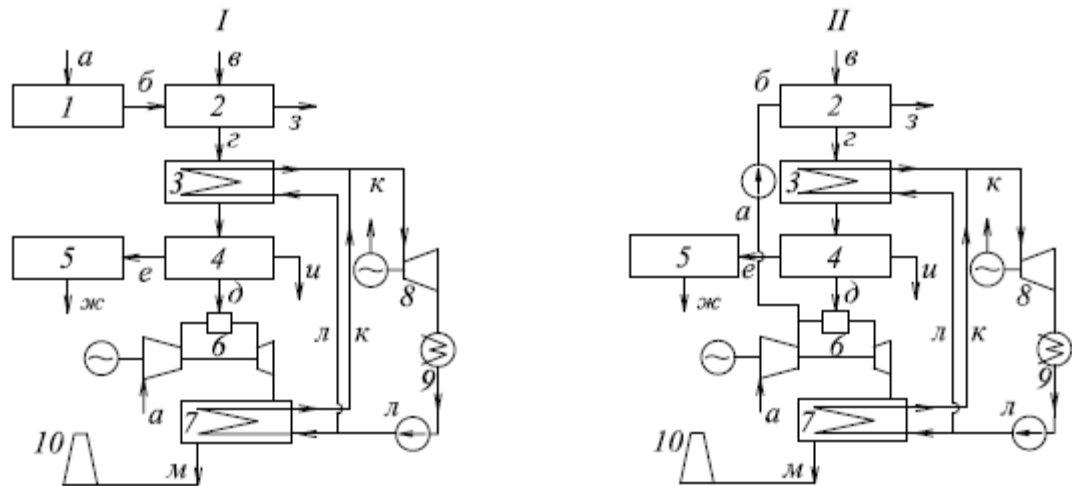 I II
а в в
б б
1 2 з 2 з
г г
3 к 3 к
а
5 е 4 и 5 е 4 и
ж д 8 ж д 8
6 л к 6 л к
9 9
а л а л
7 7
10 м 10 м